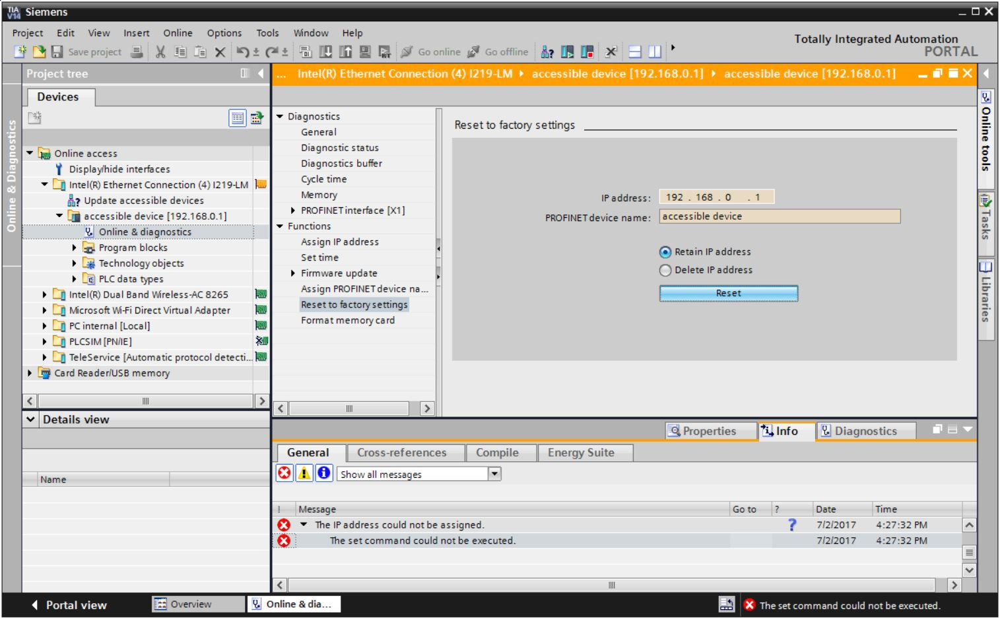 TIA V14 Siemens
Project Edit View Insert Online Options Tools Window Help
Totally Integrated Automation
PORTAL
Save project Go online Go offline
Project tree
... Intel(R) Ethernet Connection (4) I219-LM accessible device [192.168.0.1] accessible device [192.168.0.1]
Devices
Online & Diagnostics
Online access
Display/hide interfaces
Intel(R) Ethernet Connection (4) I219-LM
Update accessible devices
accessible device [192.168.0.1]
Online & diagnostics
Program blocks
Technology objects
PLC data types
Intel(R) Dual Band Wireless-AC 8265
Microsoft Wi-Fi Direct Virtual Adapter
PC internal [Local]
PLCSIM [PN/IE]
TeleService [Automatic protocol detecti...
Card Reader/USB memory
Details view
Name
Diagnostics
General
Diagnostic status
Diagnostics buffer
Cycle time
Memory
PROFINET interface [X1]
Functions
Assign IP address
Set time
Firmware update
Assign PROFINET device na...
Reset to factory settings
Format memory card
Reset to factory settings
IP address: 192 . 168 . 0 . 1
PROFINET device name: accessible device
Retain IP address
Delete IP address
Reset
Online tools
Tasks
Libraries
Properties Info Diagnostics
General Cross-references Compile Energy Suite
Show all messages
! Message Go to ? Date Time
The IP address could not be assigned. ? 7/2/2017 4:27:32 PM
The set command could not be executed. 7/2/2017 4:27:32 PM
Portal view Overview Online & dia... The set command could not be executed.